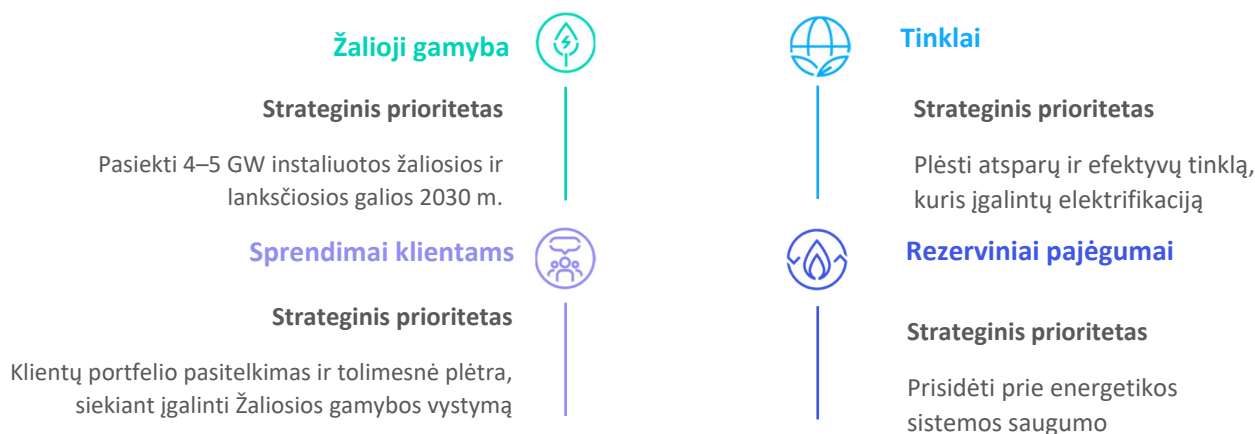 Žalioji gamyba
Strateginis prioritetas
Pasiekti 4–5 GW instaliuotos žaliosios ir
lanksčiosios galios 2030 m.
Tinklai
Strateginis prioritetas
Plėsti atsparų ir efektyvų tinklą,
kuris įgalintų elektrifikaciją
Sprendimai klientams
Strateginis prioritetas
Klientų portfelio pasitelkimas ir tolimesnė plėtra,
siekiant įgalinti Žaliosios gamybos vystymą
Rezerviniai pajėgumai
Strateginis prioritetas
Prisidėti prie energetikos
sistemos saugumo